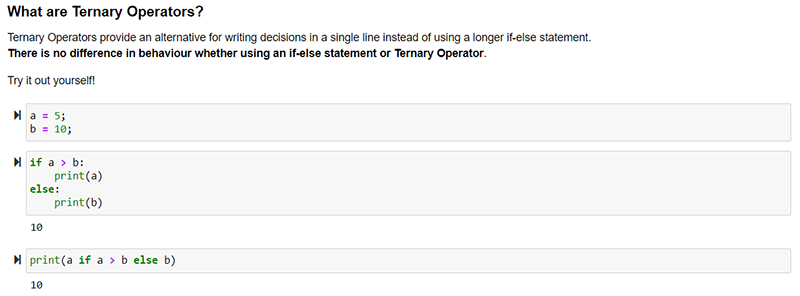 What are Ternary Operators?
Ternary Operators provide an alternative for writing decisions in a single line instead of using a longer if-else statement.
There is no difference in behaviour whether using an if-else statement or Ternary Operator.
Try it out yourself!
a = 5;
b = 10;
if a > b:
    print(a)
else:
    print(b)
10
print(a if a > b else b)
10